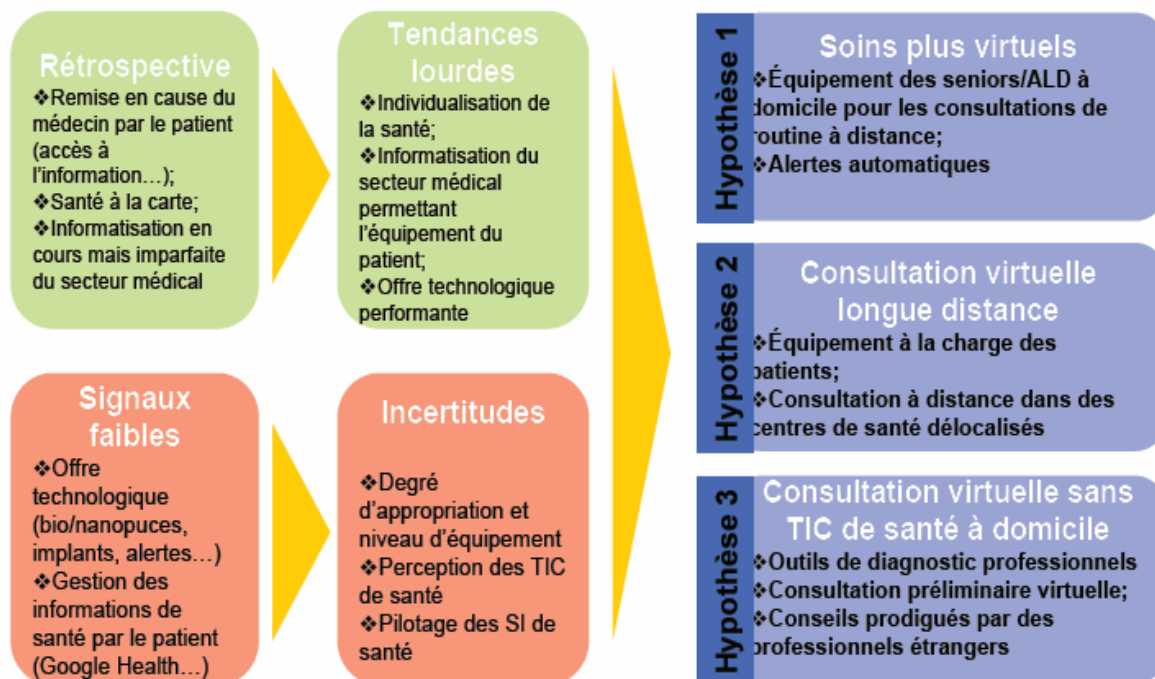 Rétrospective
❖Remise en cause du
médecin par le patient
(accès à
l'information…);
❖Santé à la carte;
❖Informatisation en
cours mais imparfaite
du secteur médical
Tendances
lourdes
❖Individualisation de
la santé;
❖Informatisation du
secteur médical
permettant
l'équipement du
patient;
❖Offre technologique
performante
Signaux
faibles
❖Offre
technologique
(bio/nanopuces,
implants, alertes…)
❖Gestion des
informations de
santé par le patient
(Google Health…)
Incertitudes
❖Degré
d'appropriation et
niveau d'équipement
❖Perception des TIC
de santé
❖Pilotage des SI de
santé
Hypothèse 1
Soins plus virtuels
❖Équipement des seniors/ALD à
domicile pour les consultations de
routine à distance;
❖Alertes automatiques
Hypothèse 2
Consultation virtuelle
longue distance
❖Équipement à la charge des
patients;
❖Consultation à distance dans des
centres de santé délocalisés
Hypothèse 3
Consultation virtuelle sans
TIC de santé à domicile
❖Outils de diagnostic professionnels
❖Consultation préliminaire virtuelle;
❖Conseils prodigués par des
professionnels étrangers